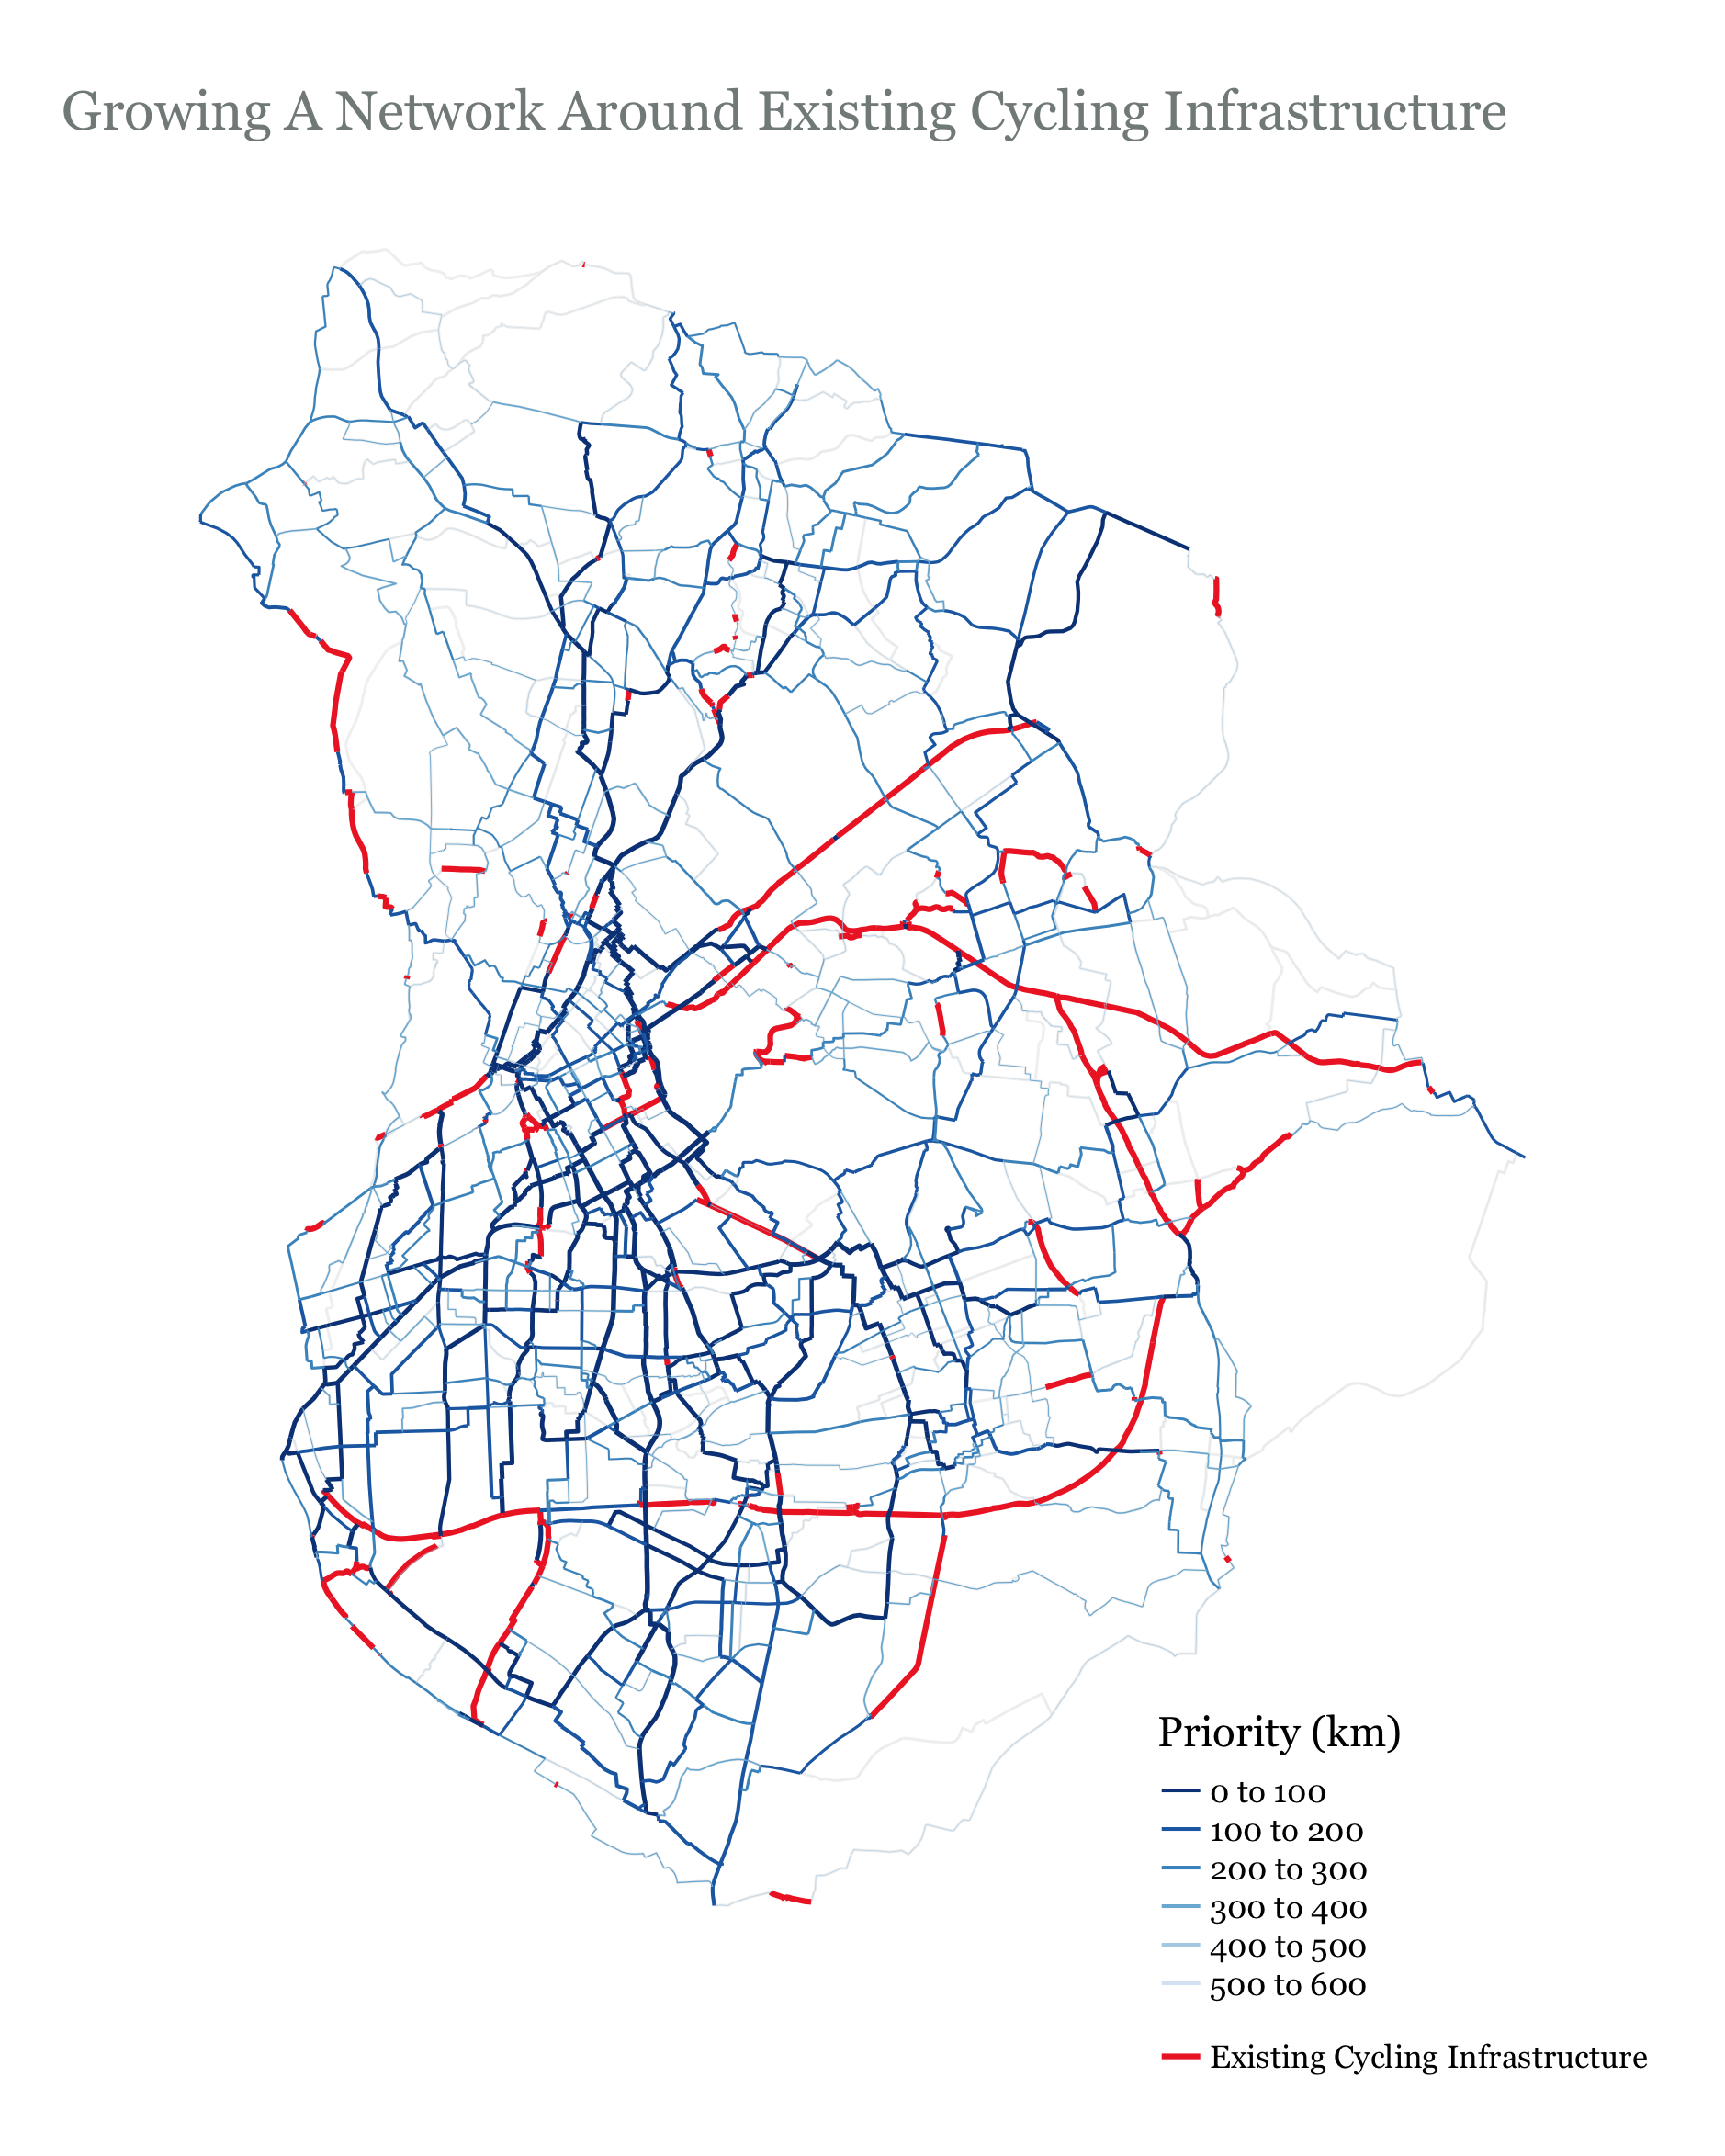 Growing A Network Around Existing Cycling Infrastructure
Priority (km)
0 to 100
100 to 200
200 to 300
300 to 400
400 to 500
500 to 600
Existing Cycling Infrastructure